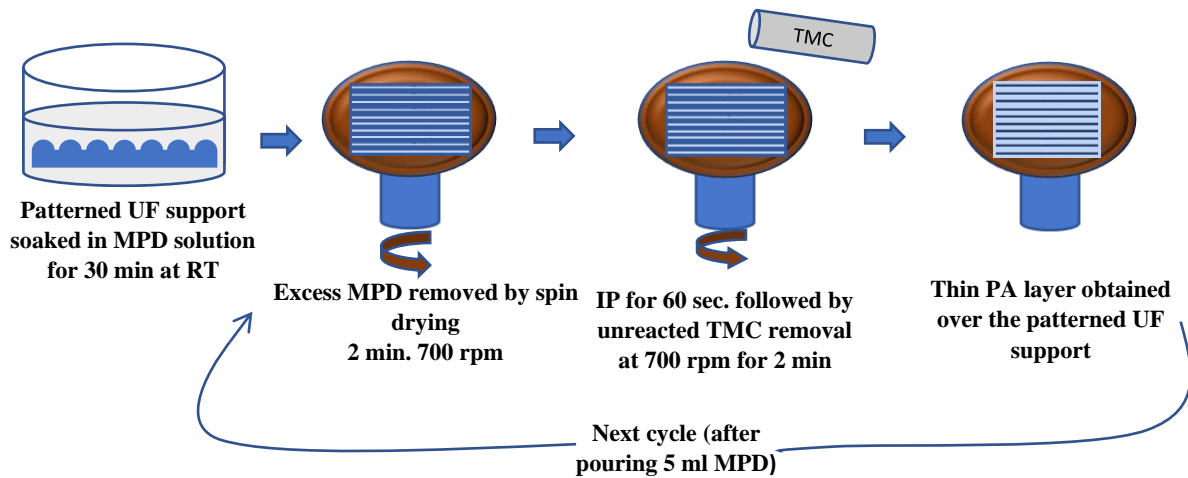 TMC
Patterned UF support
soaked in MPD solution
for 30 min at RT
Excess MPD removed by spin
drying
2 min. 700 rpm
IP for 60 sec. followed by
unreacted TMC removal
at 700 rpm for 2 min
Thin PA layer obtained
over the patterned UF
support
Next cycle (after
pouring 5 ml MPD)